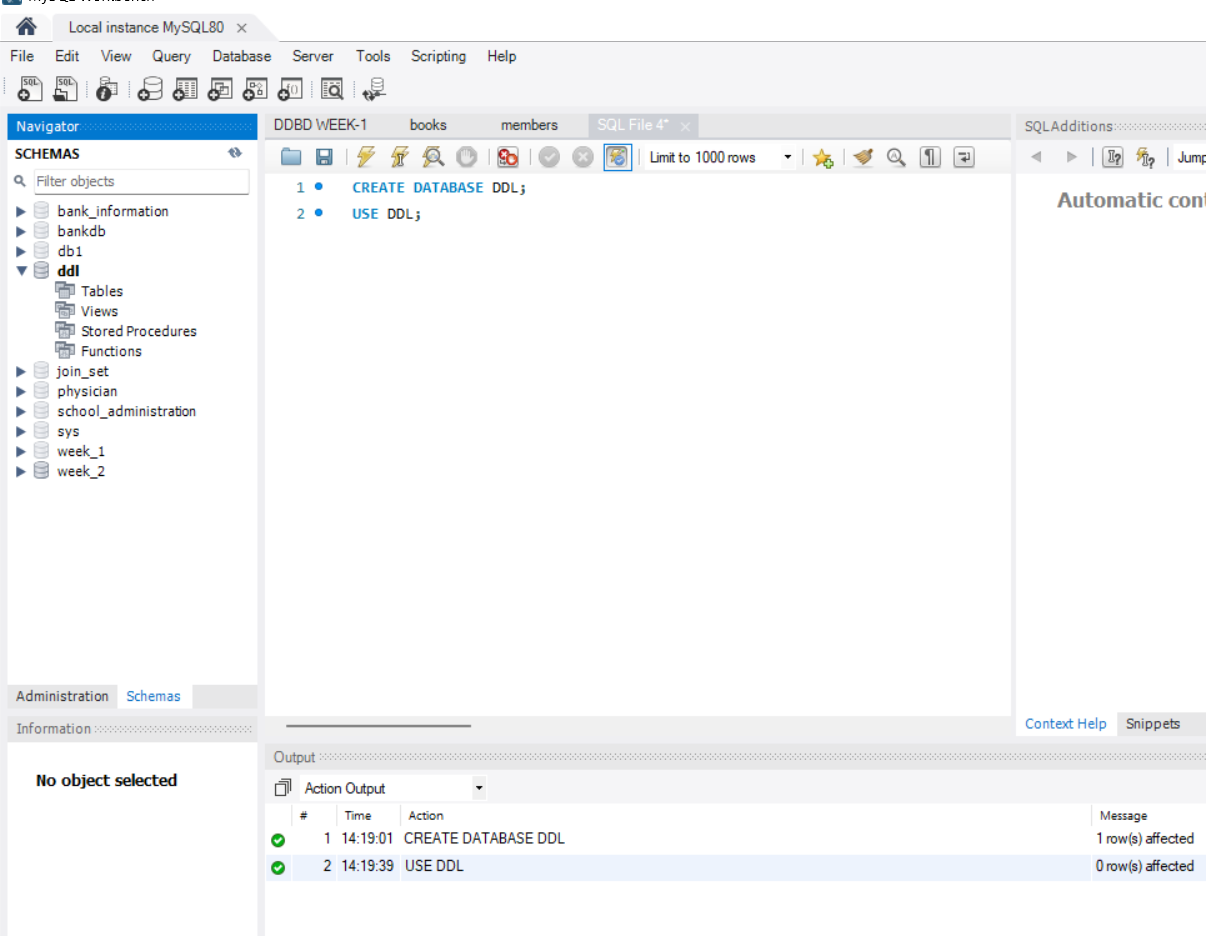 Local instance MySQL80
File Edit View Query Database Server Tools Scripting Help
Navigator
SCHEMAS
Filter objects
bank_information
bankdb
db1
ddl
Tables
Views
Stored Procedures
Functions
join_set
physician
school_administration
sys
week_1
week_2
Administration Schemas
Information
No object selected
DDBD WEEK-1 books members SQL File 4*
Limit to 1000 rows
1 CREATE DATABASE DDL;
2 USE DDL;
SQLAdditions
Jump
Automatic cont
Context Help Snippets
Output
Action Output
# Time Action Message
1 14:19:01 CREATE DATABASE DDL 1 row(s) affected
2 14:19:39 USE DDL 0 row(s) affected